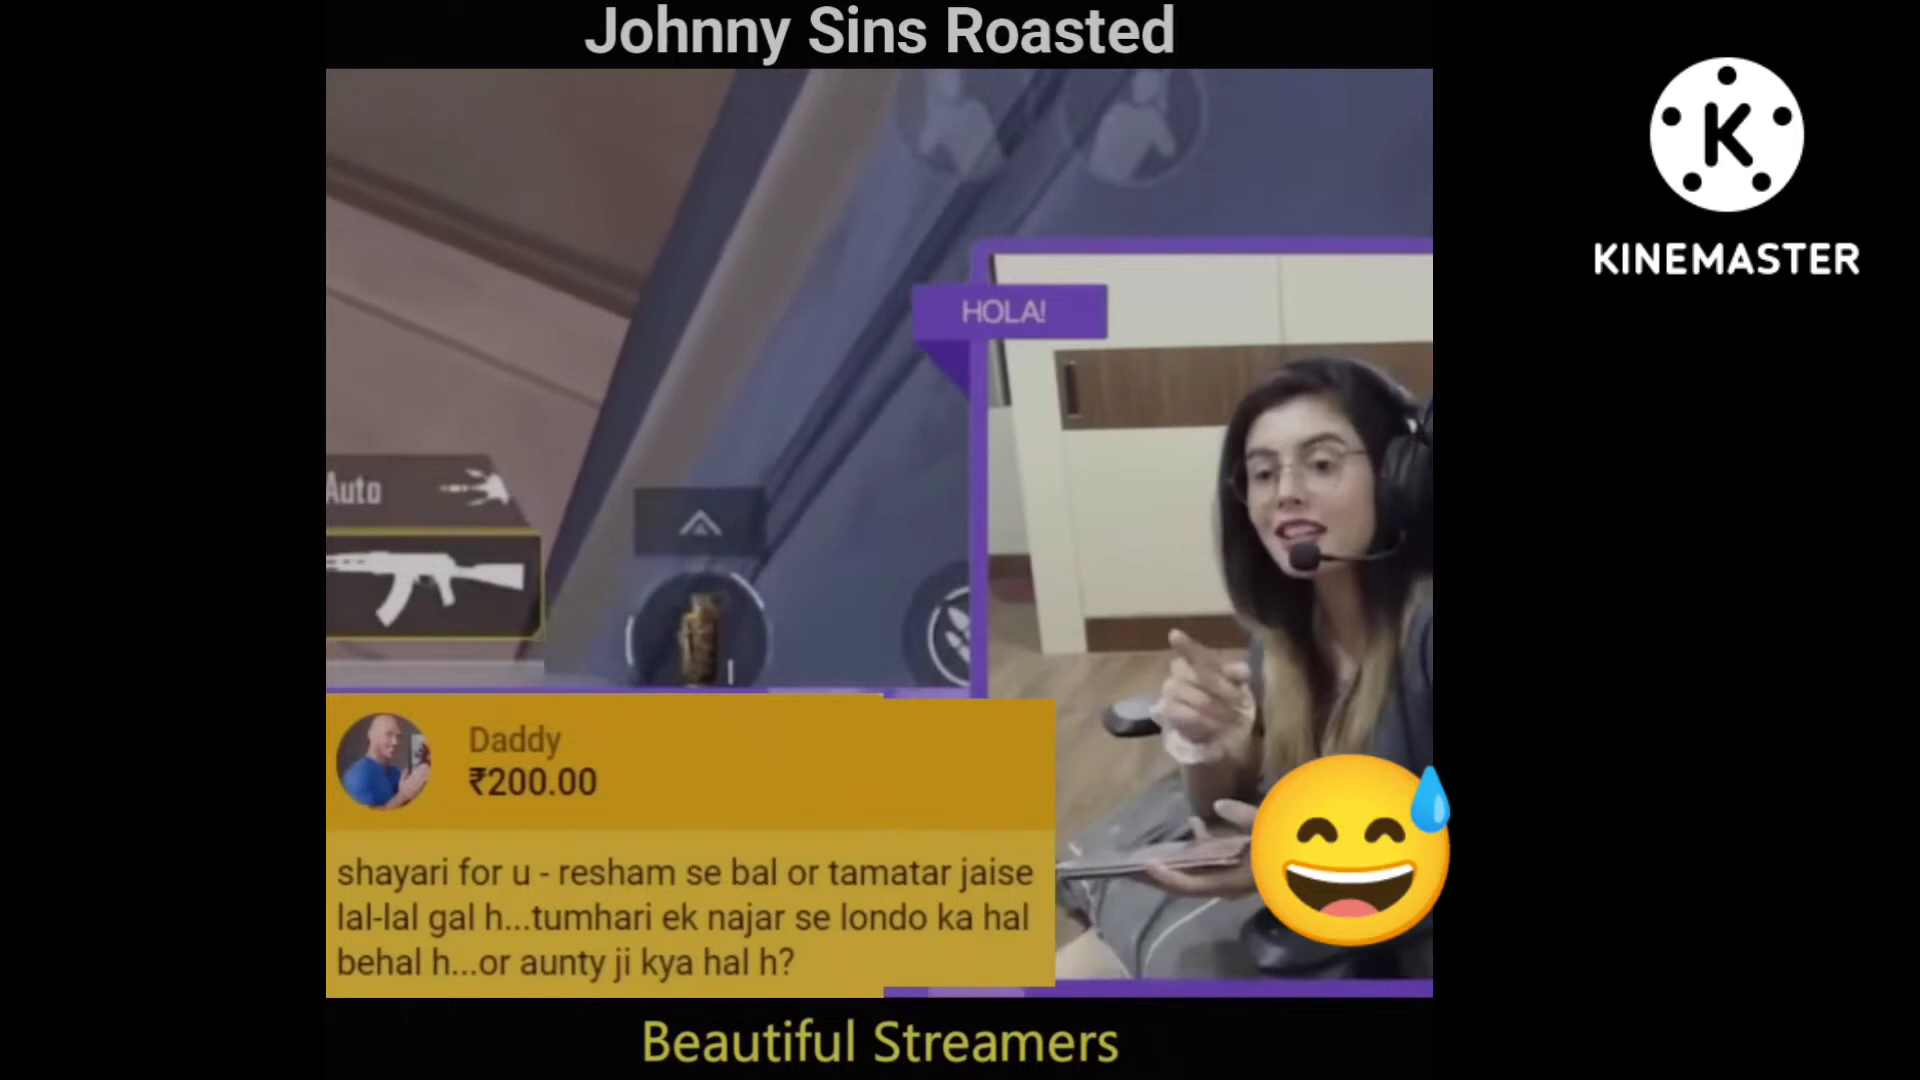 Johnny Sins Roasted
KINEMASTER
HOLA!
Auto
Daddy
₹200.00
shayari for u - resham se bal or tamatar jaise
lal-lal gal h...tumhari ek najar se londo ka hal
behal h...or aunty ji kya hal h?
Beautiful Streamers